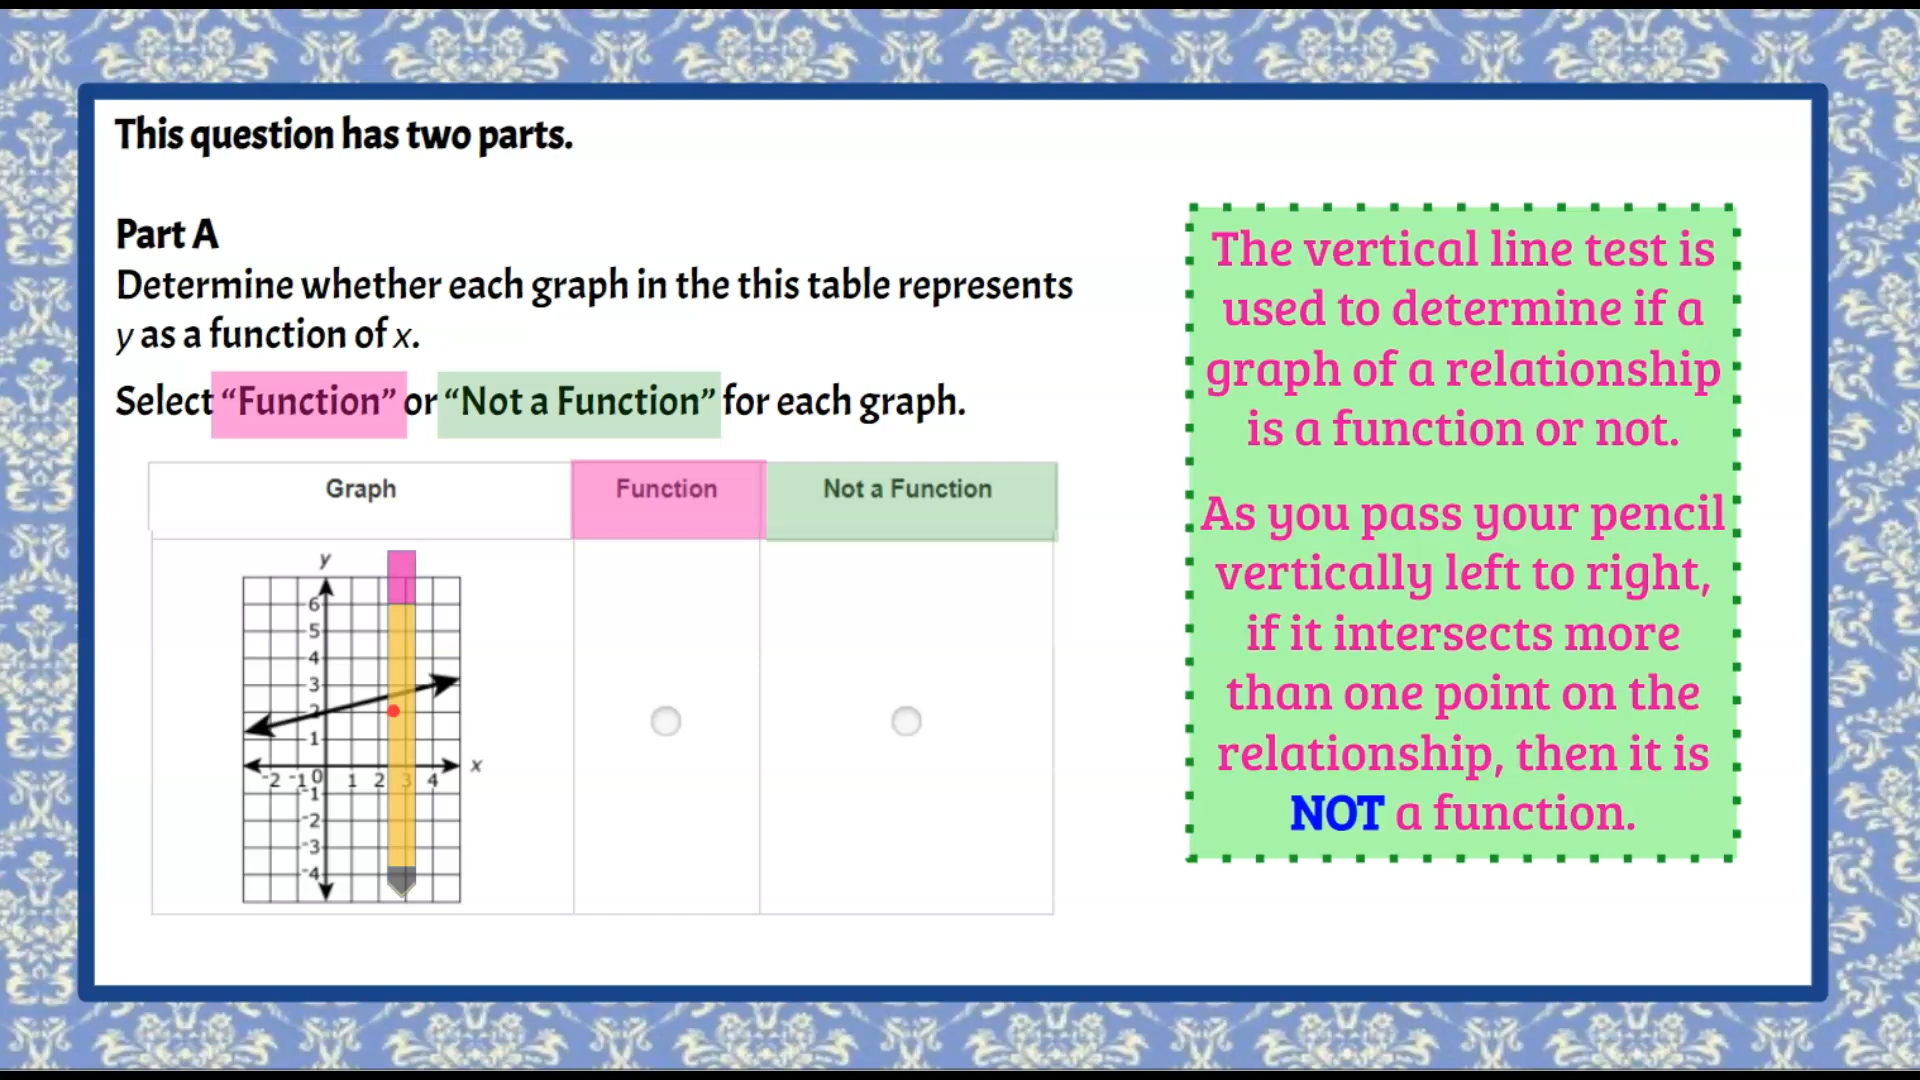 This question has two parts.
Part A
Determine whether each graph in the this table represents
y as a function of x.
Select “Function” or “Not a Function” for each graph.
Graph Function Not a Function
y
6
5
4
3
2
1
x
-2 -1 0 1 2 3 4
-1
-2
-3
-4
The vertical line test is
used to determine if a
graph of a relationship
is a function or not.
As you pass your pencil
vertically left to right,
if it intersects more
than one point on the
relationship, then it is
NOT a function.